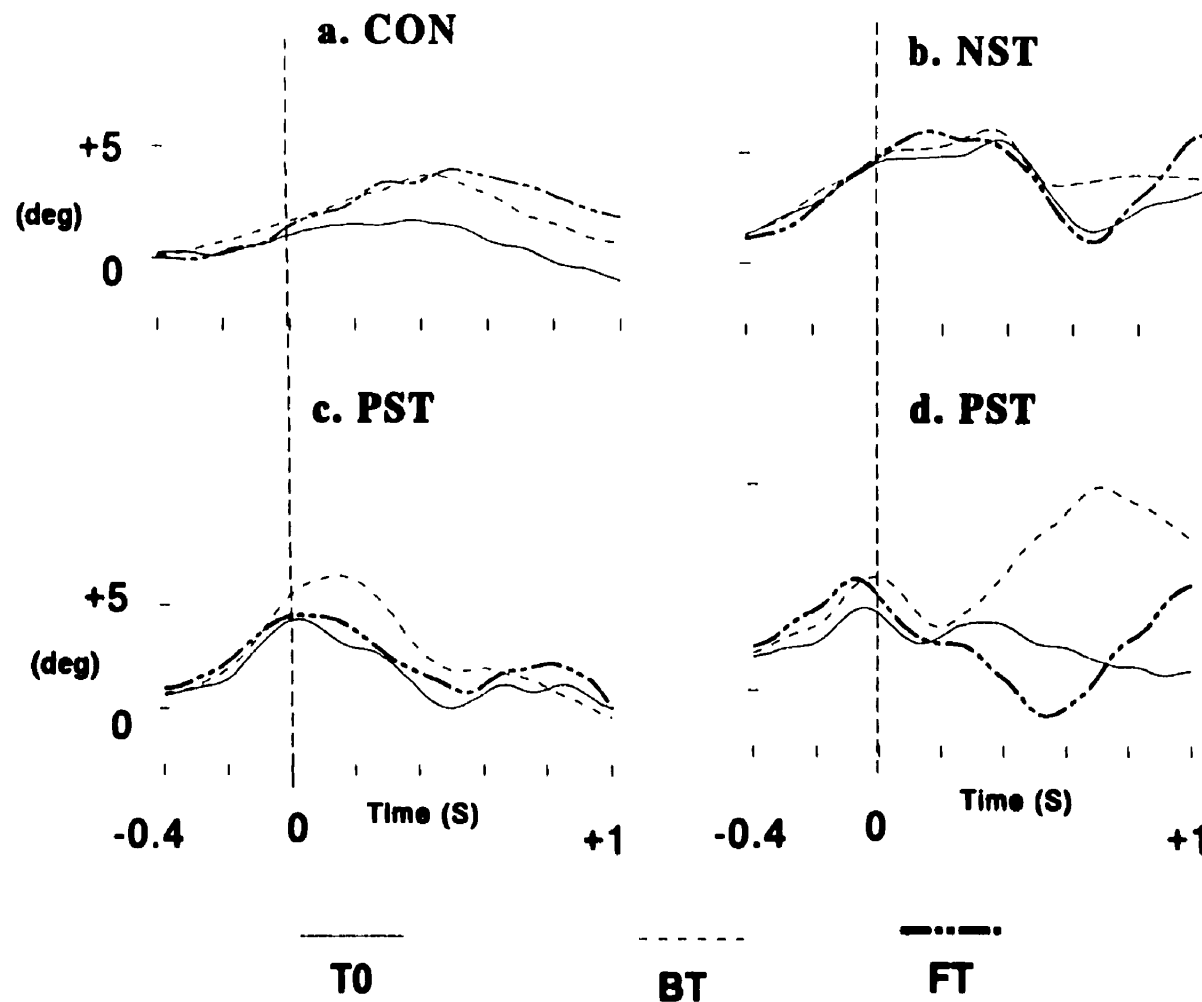 a. CON
b. NST
+5
(deg)
0
c. PST
d. PST
+5
(deg)
0
Time (S)
Time (S)
-0.4
0
+1
-0.4
0
+1
T0
BT
FT